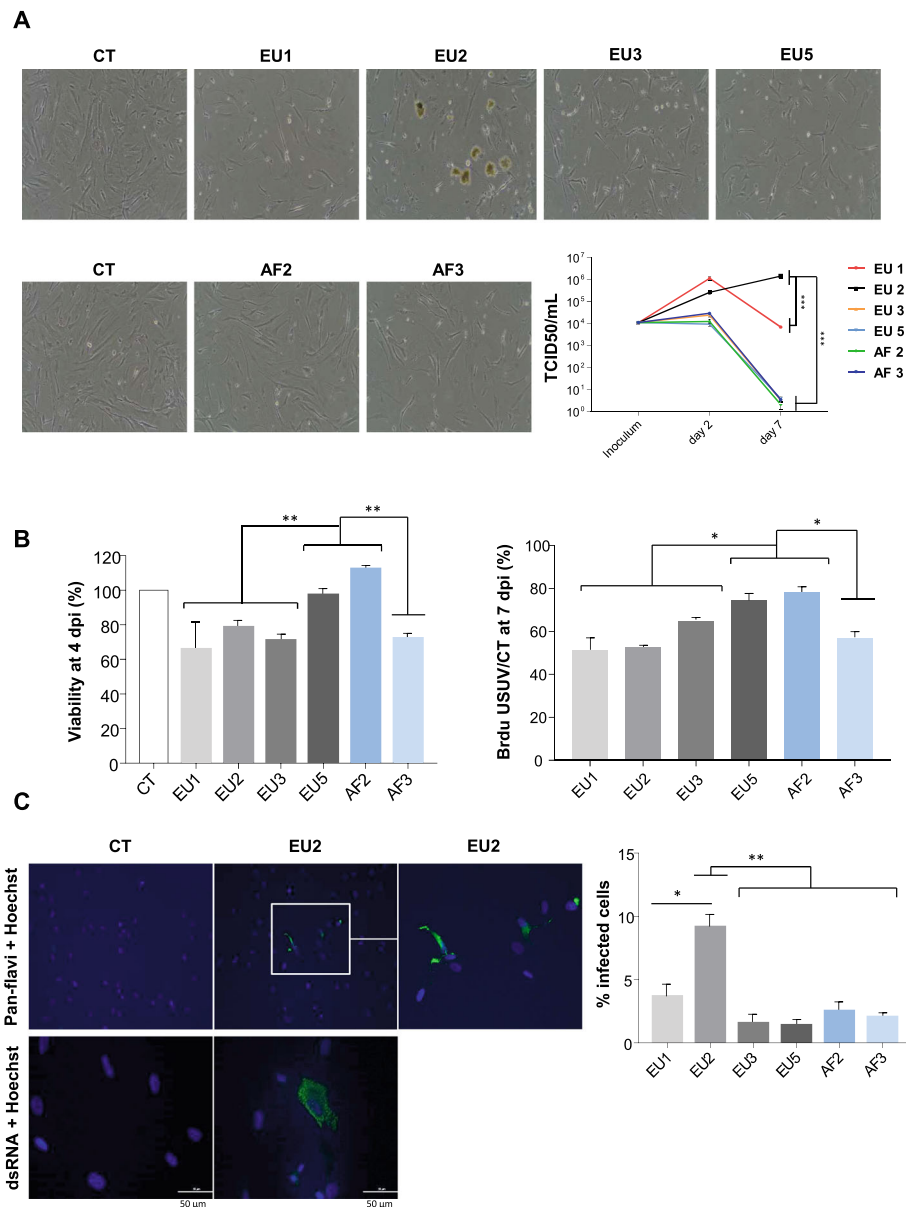 A
CT
EU1
EU2
EU3
EU5
CT
AF2
AF3
TCID50/mL
10^7
10^6
10^5
10^4
10^3
10^2
10^1
10^0
Inoculum
day 2
day 7
***
***
EU 1
EU 2
EU 3
EU 5
AF 2
AF 3
B
Viability at 4 dpi (%)
120
100
80
60
40
20
0
CT
EU1
EU2
EU3
EU5
AF2
AF3
**
**
Brdu USUV/CT at 7 dpi (%)
100
80
60
40
20
0
EU1
EU2
EU3
EU5
AF2
AF3
*
*
C
CT
EU2
EU2
Pan-flavi + Hoechst
dsRNA + Hoechst
50 µm
50 µm
% infected cells
15
10
5
0
EU1
EU2
EU3
EU5
AF2
AF3
*
**